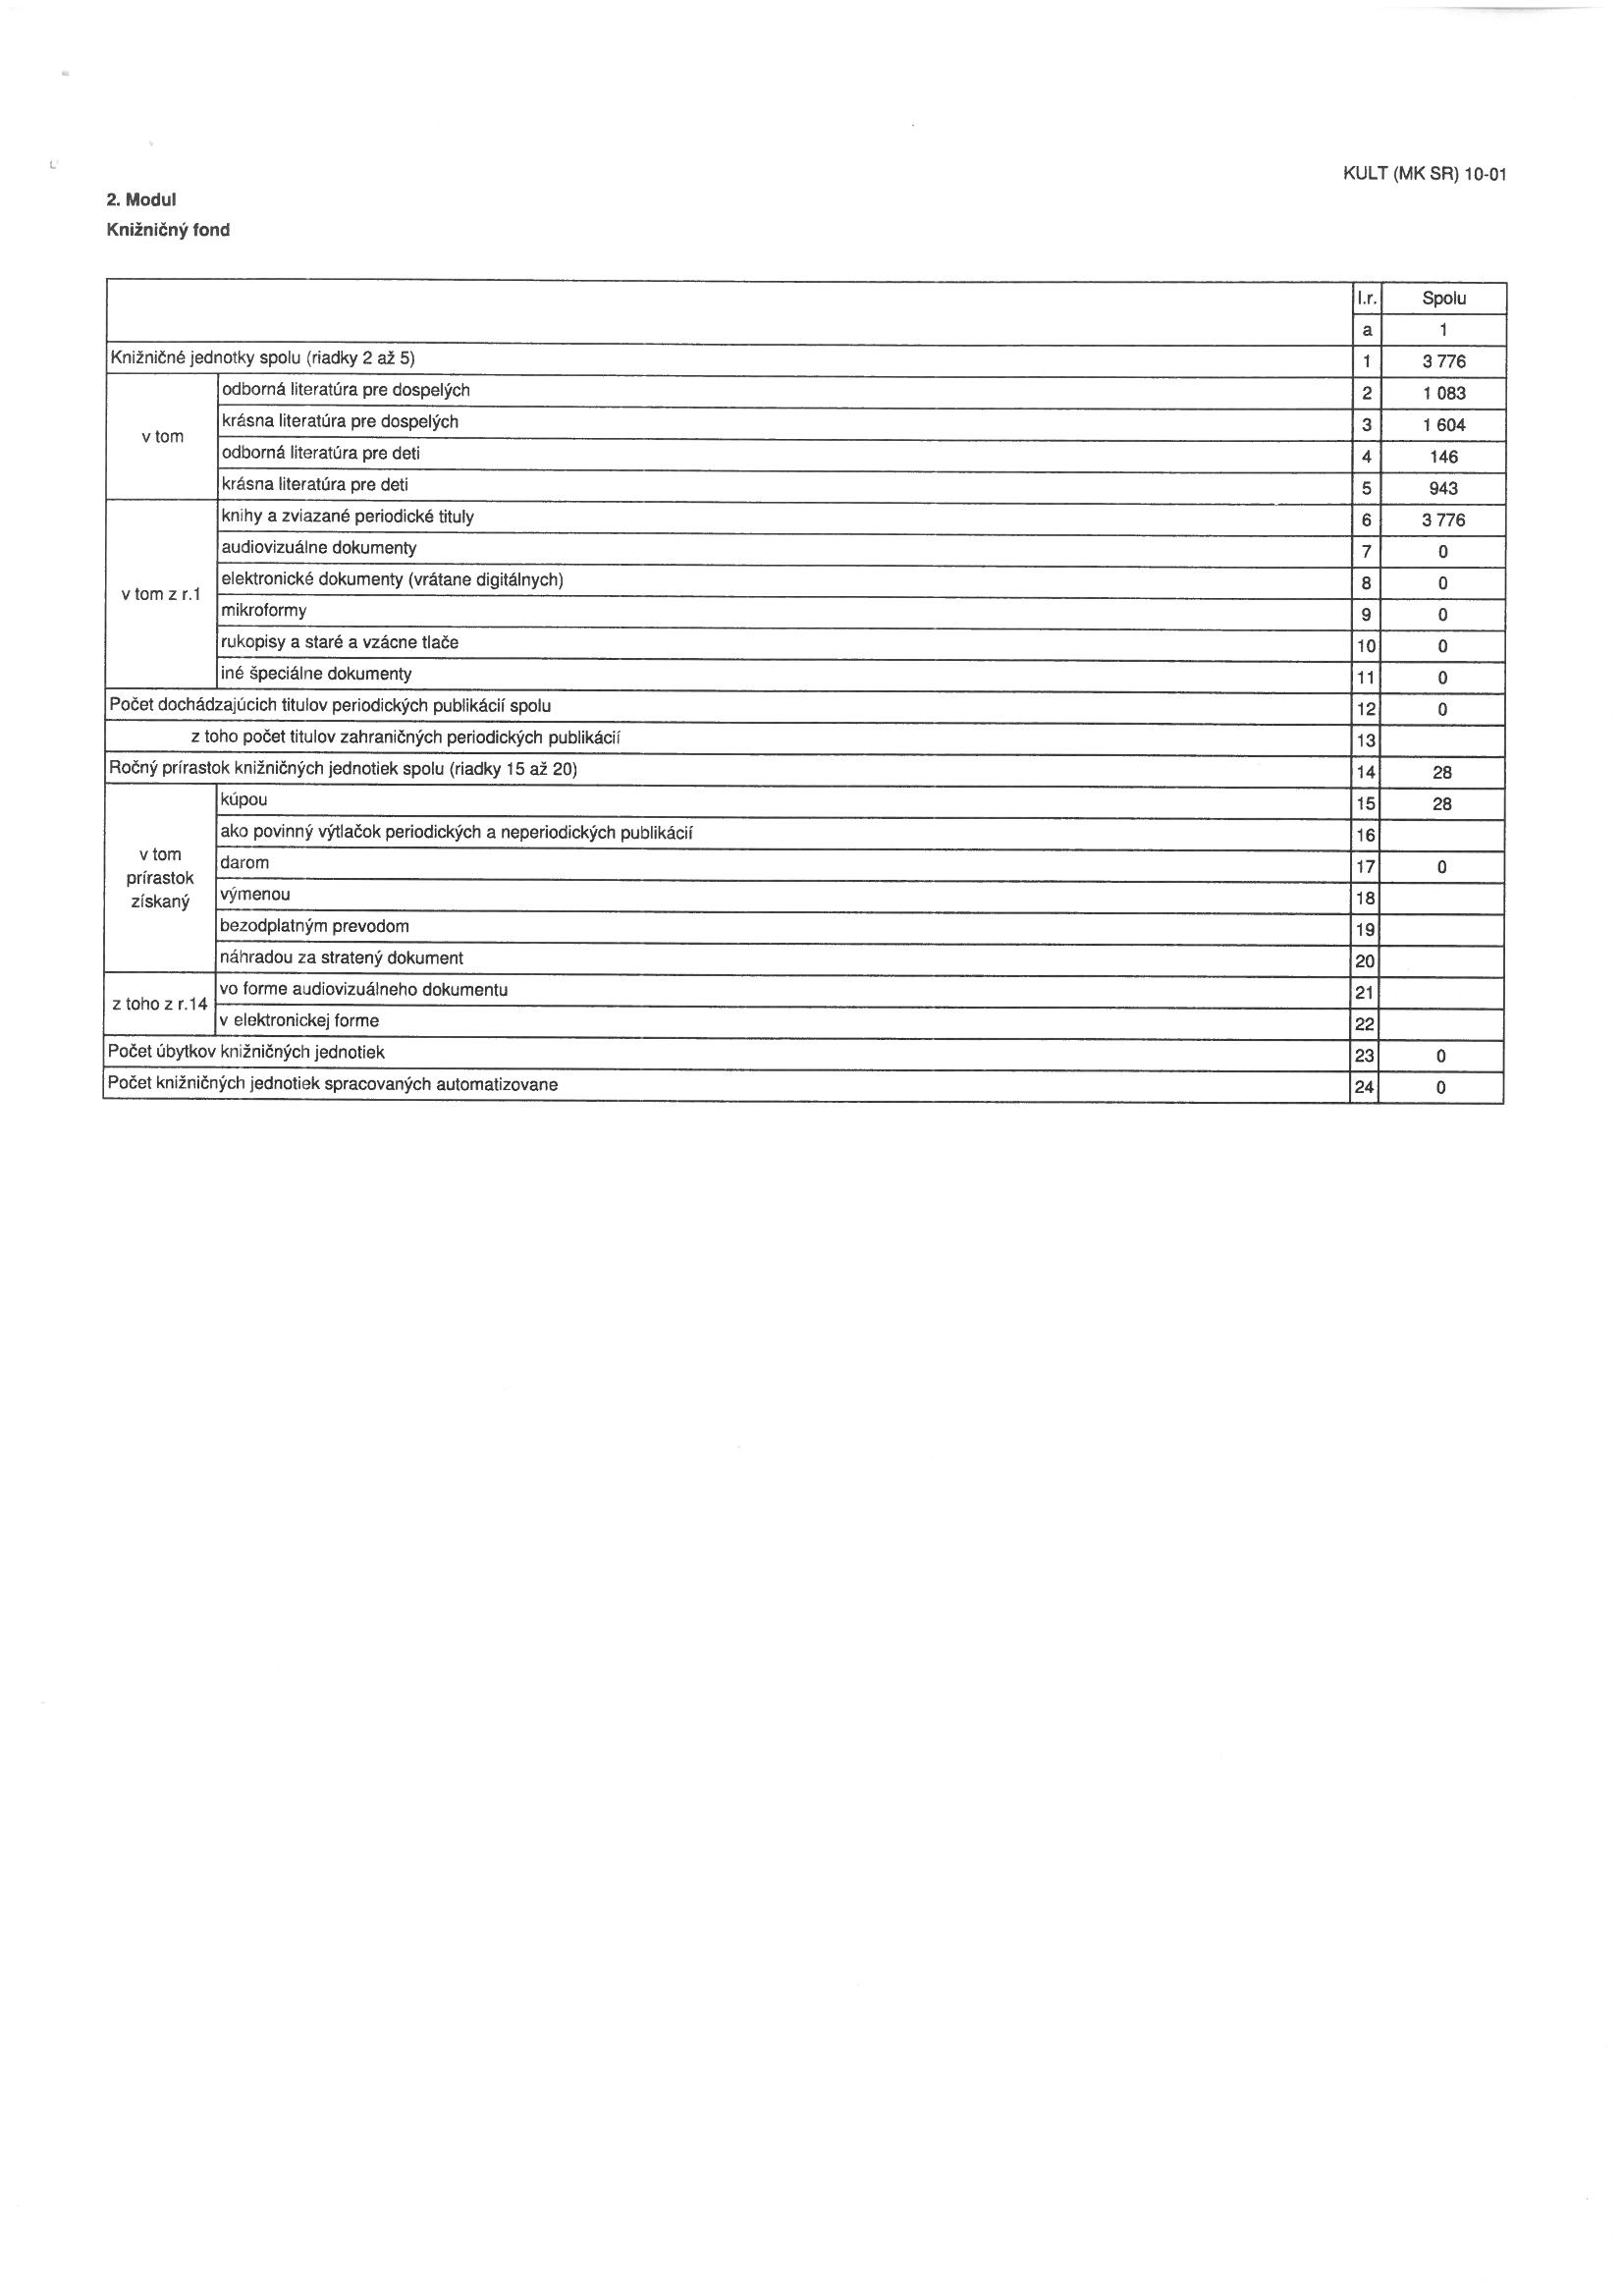 KULT (MK SR) 10-01
2. Modul
Knižničný fond
l.r. Spolu
a 1
Knižničné jednotky spolu (riadky 2 až 5) 1 3 776
v tom
odborná literatúra pre dospelých 2 1 083
krásna literatúra pre dospelých 3 1 604
odborná literatúra pre deti 4 146
krásna literatúra pre deti 5 943
v tom z r.1
knihy a zviazané periodické tituly 6 3 776
audiovizuálne dokumenty 7 0
elektronické dokumenty (vrátane digitálnych) 8 0
mikroformy 9 0
rukopisy a staré a vzácne tlače 10 0
iné špeciálne dokumenty 11 0
Počet dochádzajúcich titulov periodických publikácií spolu 12 0
z toho počet titulov zahraničných periodických publikácií 13
Ročný prírastok knižničných jednotiek spolu (riadky 15 až 20) 14 28
v tom
prírastok
získaný
kúpou 15 28
ako povinný výtlačok periodických a neperiodických publikácií 16
darom 17 0
výmenou 18
bezodplatným prevodom 19
náhradou za stratený dokument 20
z toho z r.14
vo forme audiovizuálneho dokumentu 21
v elektronickej forme 22
Počet úbytkov knižničných jednotiek 23 0
Počet knižničných jednotiek spracovaných automatizovane 24 0